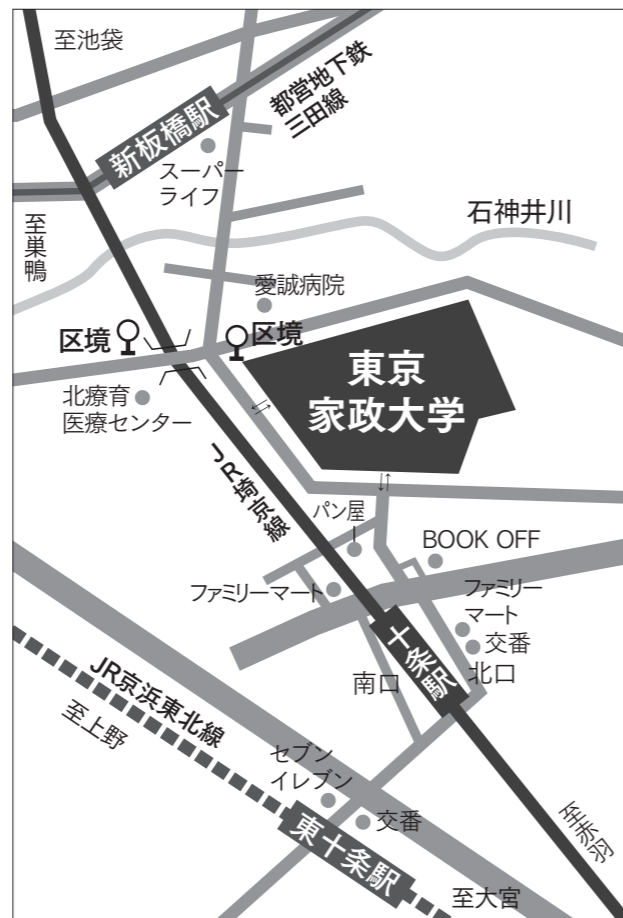 至池袋
都営地下鉄
三田線
新板橋駅
スーパー
ライフ
至巣鴨
石神井川
愛誠病院
区境
区境
東京
家政大学
北療育
医療センター
JR埼京線
パン屋
BOOK OFF
ファミリーマート
ファミリー
マート
交番
十条駅
北口
南口
JR京浜東北線
至上野
セブン
イレブン
交番
東十条駅
至赤羽
至大宮